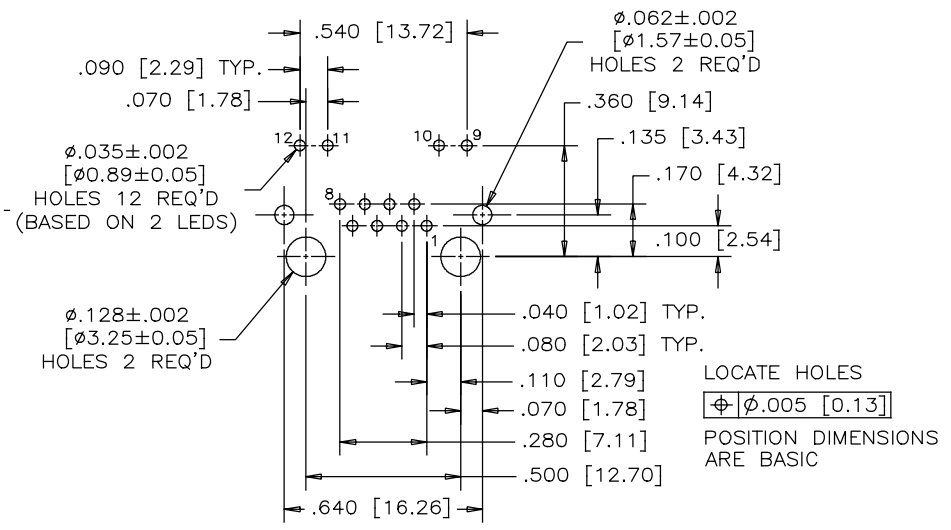 Ø.062±.002
[Ø1.57±0.05]
HOLES 2 REQ'D
.540 [13.72]
.090 [2.29] TYP.
.070 [1.78]
.360 [9.14]
.135 [3.43]
12
11
10
9
Ø.035±.002
[Ø0.89±0.05]
HOLES 12 REQ'D
(BASED ON 2 LEDS)
.170 [4.32]
8
1
.100 [2.54]
Ø.128±.002
[Ø3.25±0.05]
HOLES 2 REQ'D
.040 [1.02] TYP.
.080 [2.03] TYP.
.110 [2.79]
.070 [1.78]
.280 [7.11]
.500 [12.70]
.640 [16.26]
LOCATE HOLES
⌖ Ø.005 [0.13]
POSITION DIMENSIONS
ARE BASIC